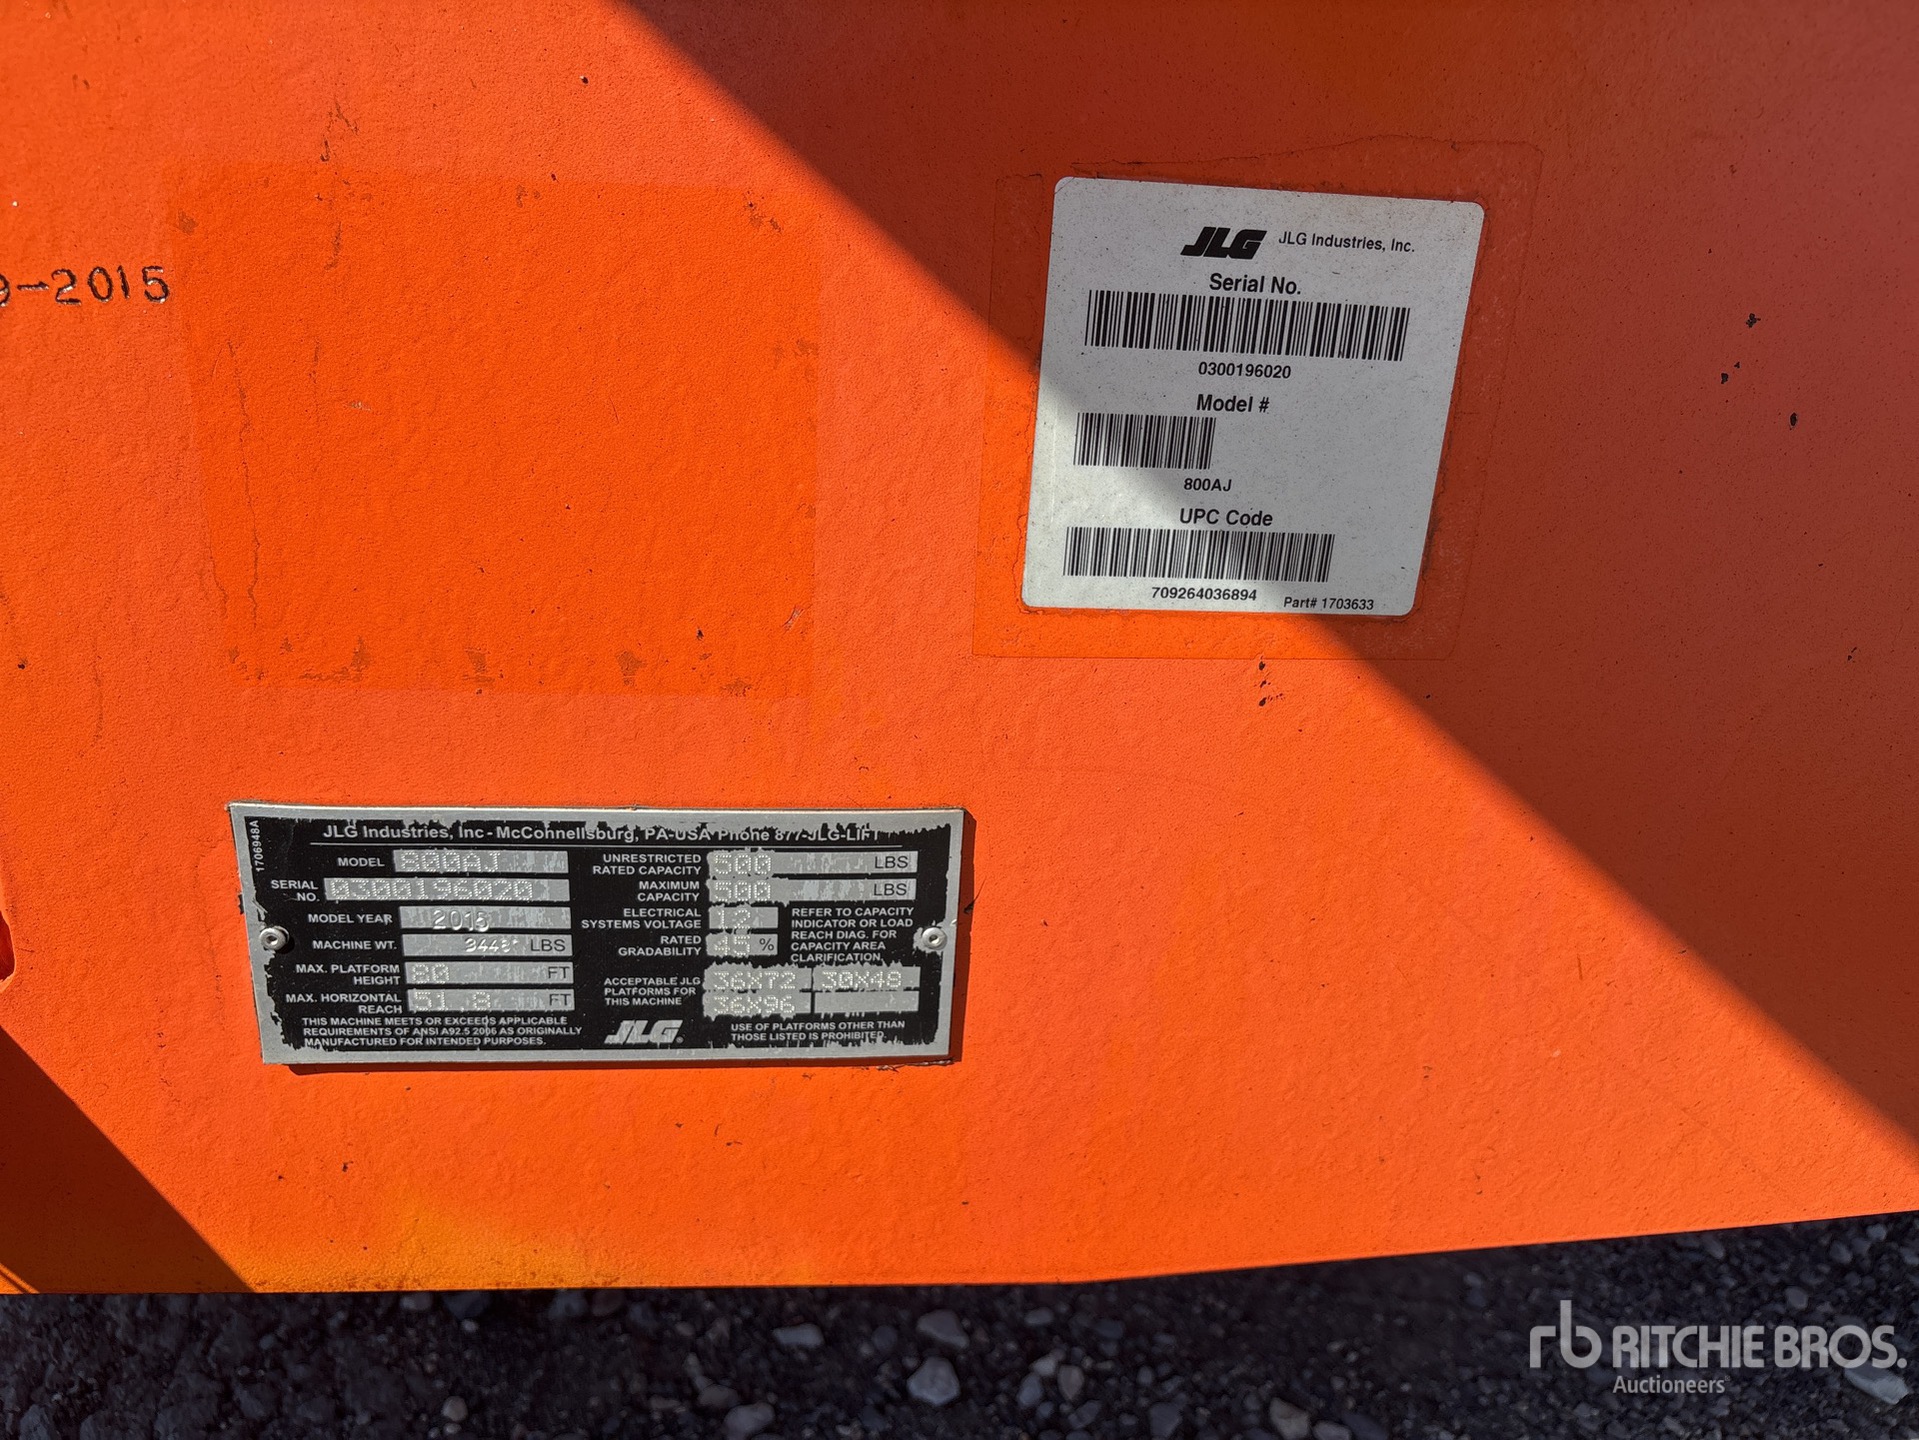 -2015
JLG JLG Industries, Inc.
Serial No.
0300196020
Model #
800AJ
UPC Code
709264036894 Part# 1703633
1706948A
JLG Industries, Inc - McConnellsburg, PA-USA Phone 877-JLG-LIFT
MODEL 800AJ
SERIAL NO. 0300196020
MODEL YEAR 2015
MACHINE WT. LBS
MAX. PLATFORM HEIGHT 80 FT
MAX. HORIZONTAL REACH 51.8 FT
THIS MACHINE MEETS OR EXCEEDS APPLICABLE
REQUIREMENTS OF ANSI A92.5 2006 AS ORIGINALLY
MANUFACTURED FOR INTENDED PURPOSES.
UNRESTRICTED RATED CAPACITY 500 LBS
MAXIMUM CAPACITY 500 LBS
ELECTRICAL SYSTEMS VOLTAGE 12
RATED GRADABILITY 45 %
REFER TO CAPACITY
INDICATOR OR LOAD
REACH DIAG. FOR
CAPACITY AREA
CLARIFICATION.
ACCEPTABLE JLG
PLATFORMS FOR
THIS MACHINE
36X72 30X48
36X96
JLG
USE OF PLATFORMS OTHER THAN
THOSE LISTED IS PROHIBITED.
rb RITCHIE BROS.
Auctioneers